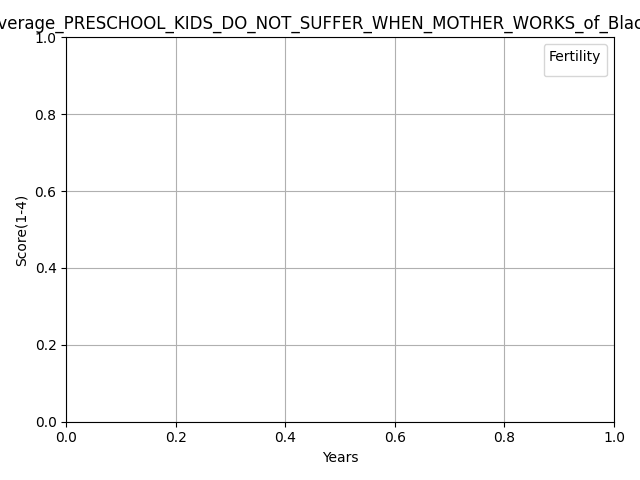 verage_PRESCHOOL_KIDS_DO_NOT_SUFFER_WHEN_MOTHER_WORKS_of_Blac
Fertility
1.0
0.8
0.6
0.4
0.2
0.0
Score(1-4)
0.0 0.2 0.4 0.6 0.8 1.0
Years